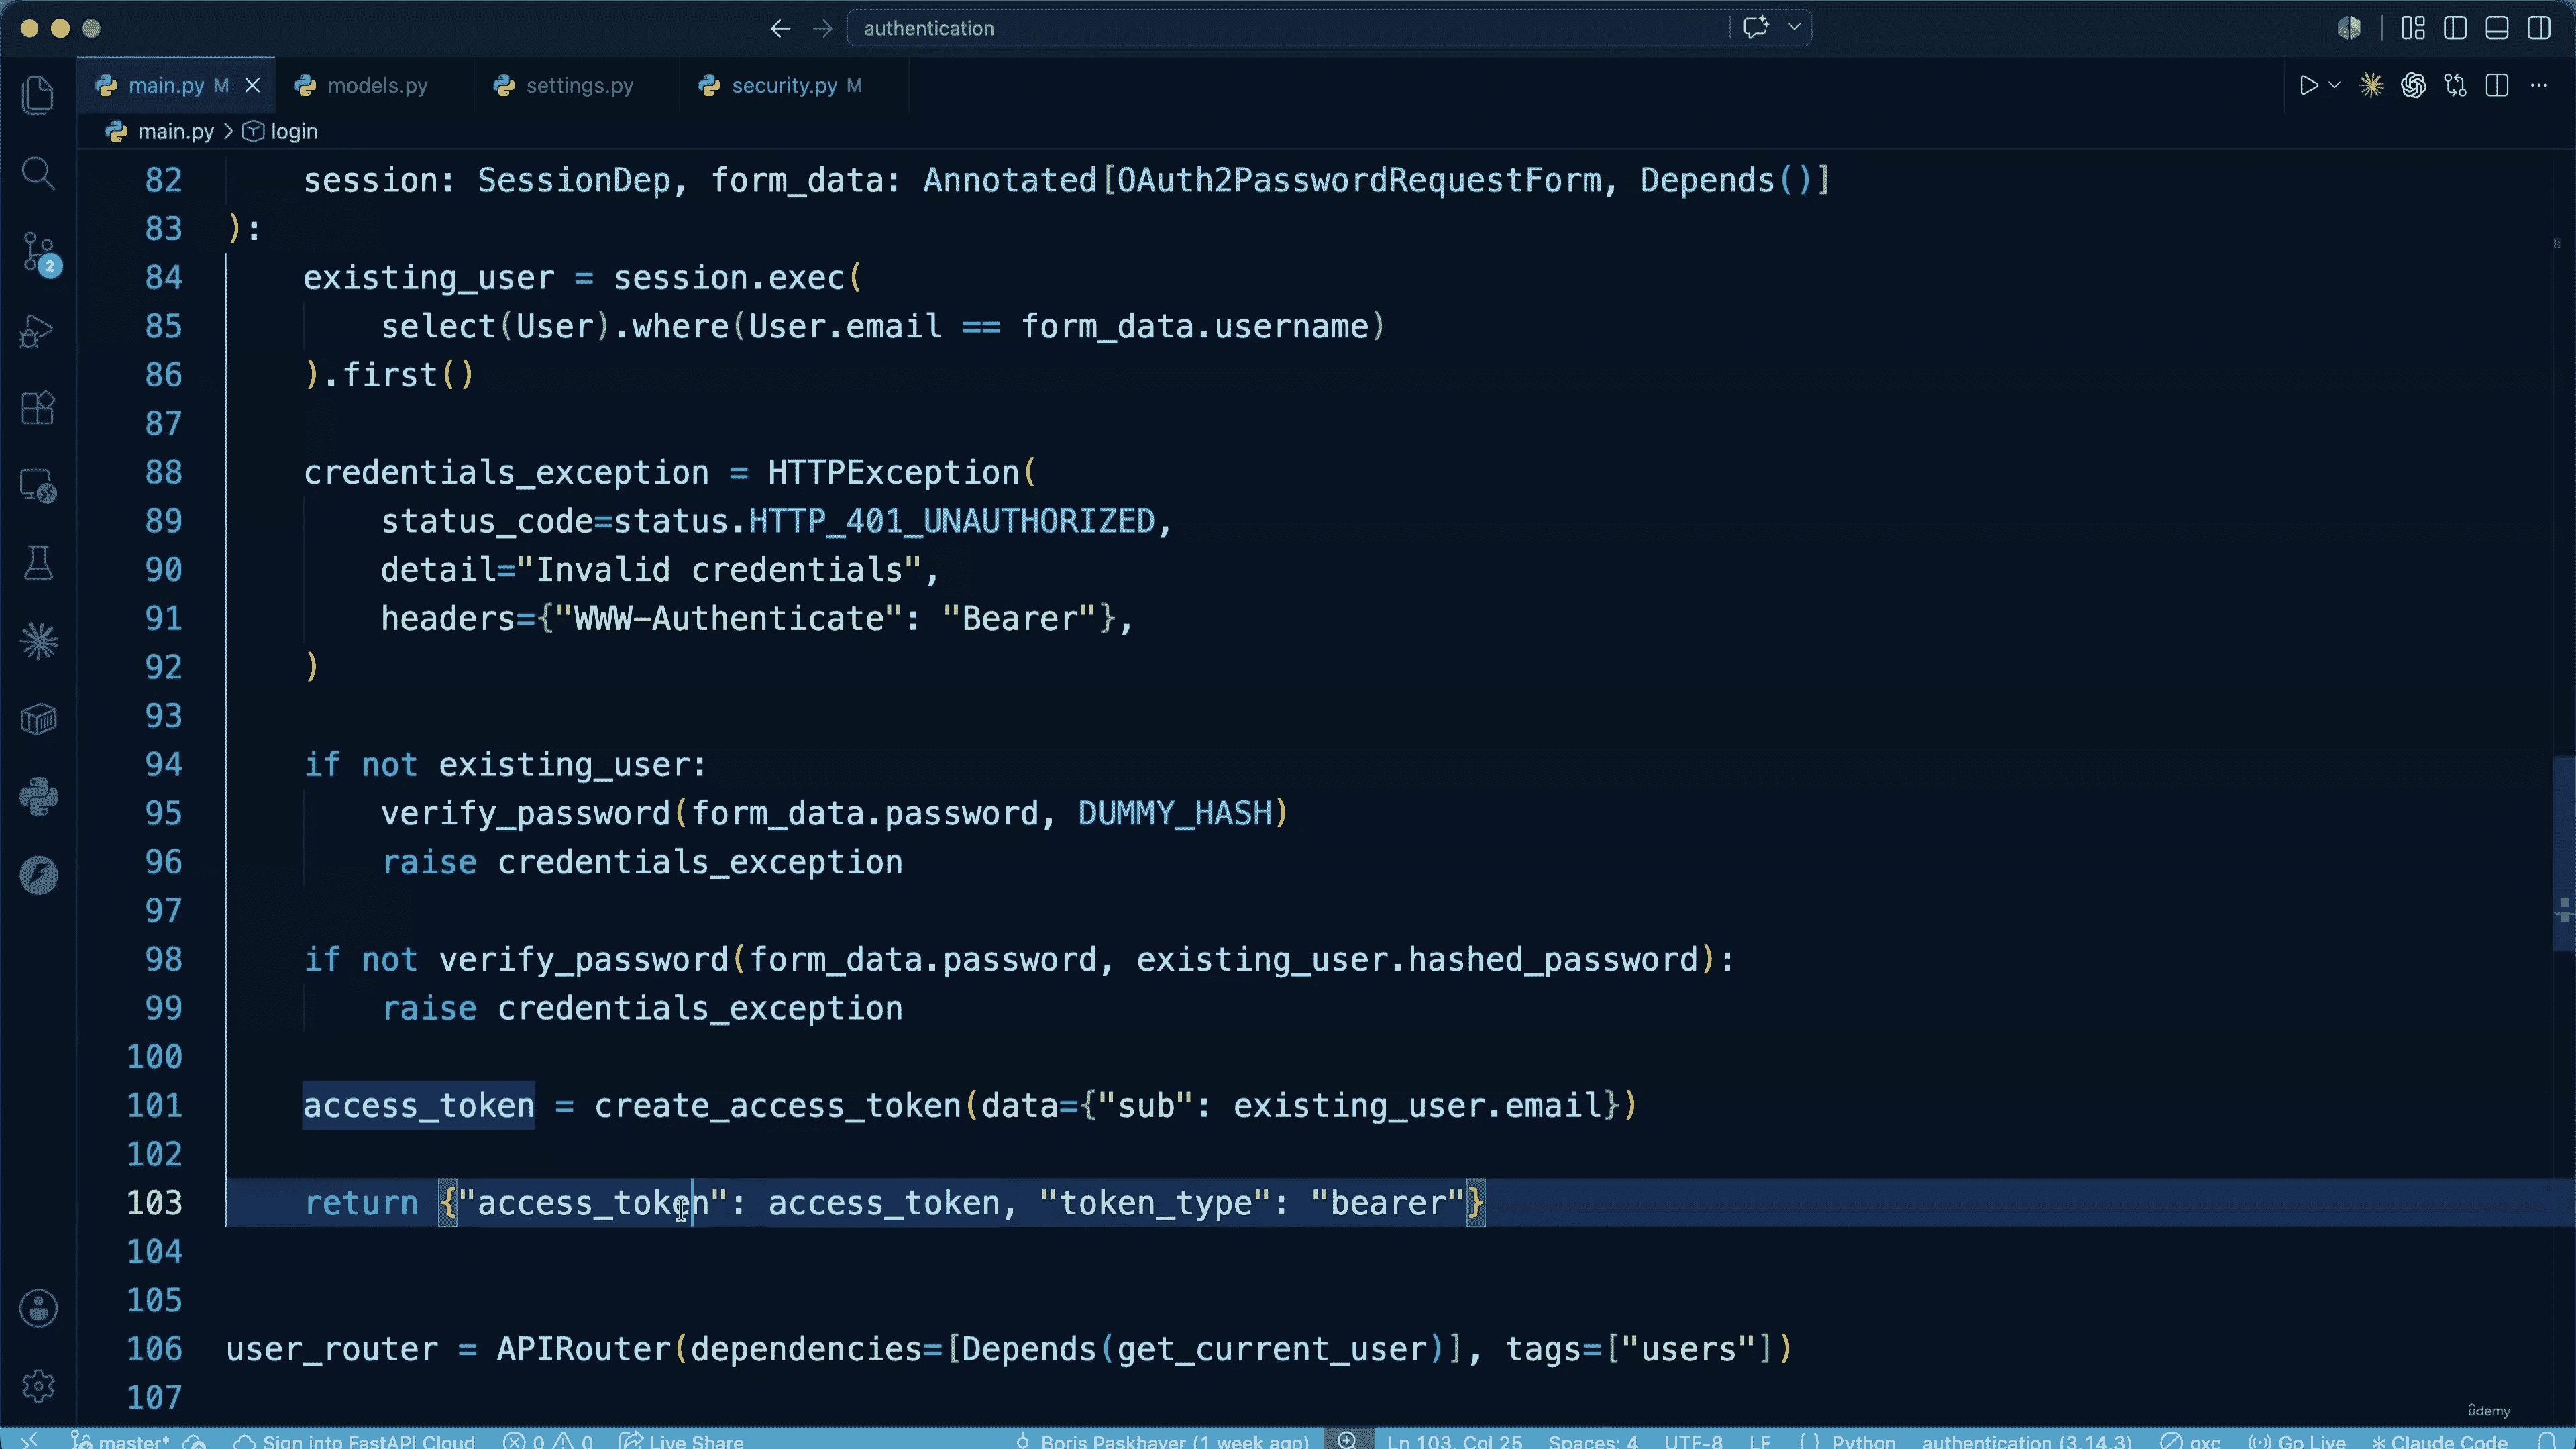 authentication
main.py M
models.py
settings.py
security.py M
main.py > login
82 session: SessionDep, form_data: Annotated[OAuth2PasswordRequestForm, Depends()]
83 ):
84 existing_user = session.exec(
85 select(User).where(User.email == form_data.username)
86 ).first()
87
88 credentials_exception = HTTPException(
89 status_code=status.HTTP_401_UNAUTHORIZED,
90 detail="Invalid credentials",
91 headers={"WWW-Authenticate": "Bearer"},
92 )
93
94 if not existing_user:
95 verify_password(form_data.password, DUMMY_HASH)
96 raise credentials_exception
97
98 if not verify_password(form_data.password, existing_user.hashed_password):
99 raise credentials_exception
100
101 access_token = create_access_token(data={"sub": existing_user.email})
102
103 return {"access_token": access_token, "token_type": "bearer"}
104
105
106 user_router = APIRouter(dependencies=[Depends(get_current_user)], tags=["users"])
107
2
ûdemy
master* Sign into FastAPI Cloud 0 0 Live Share Boris Paskhaver (1 week ago) Ln 103, Col 25 Spaces: 4 UTF-8 LF { } Python authentication (3.14.3) oxc Go Live Claude Code